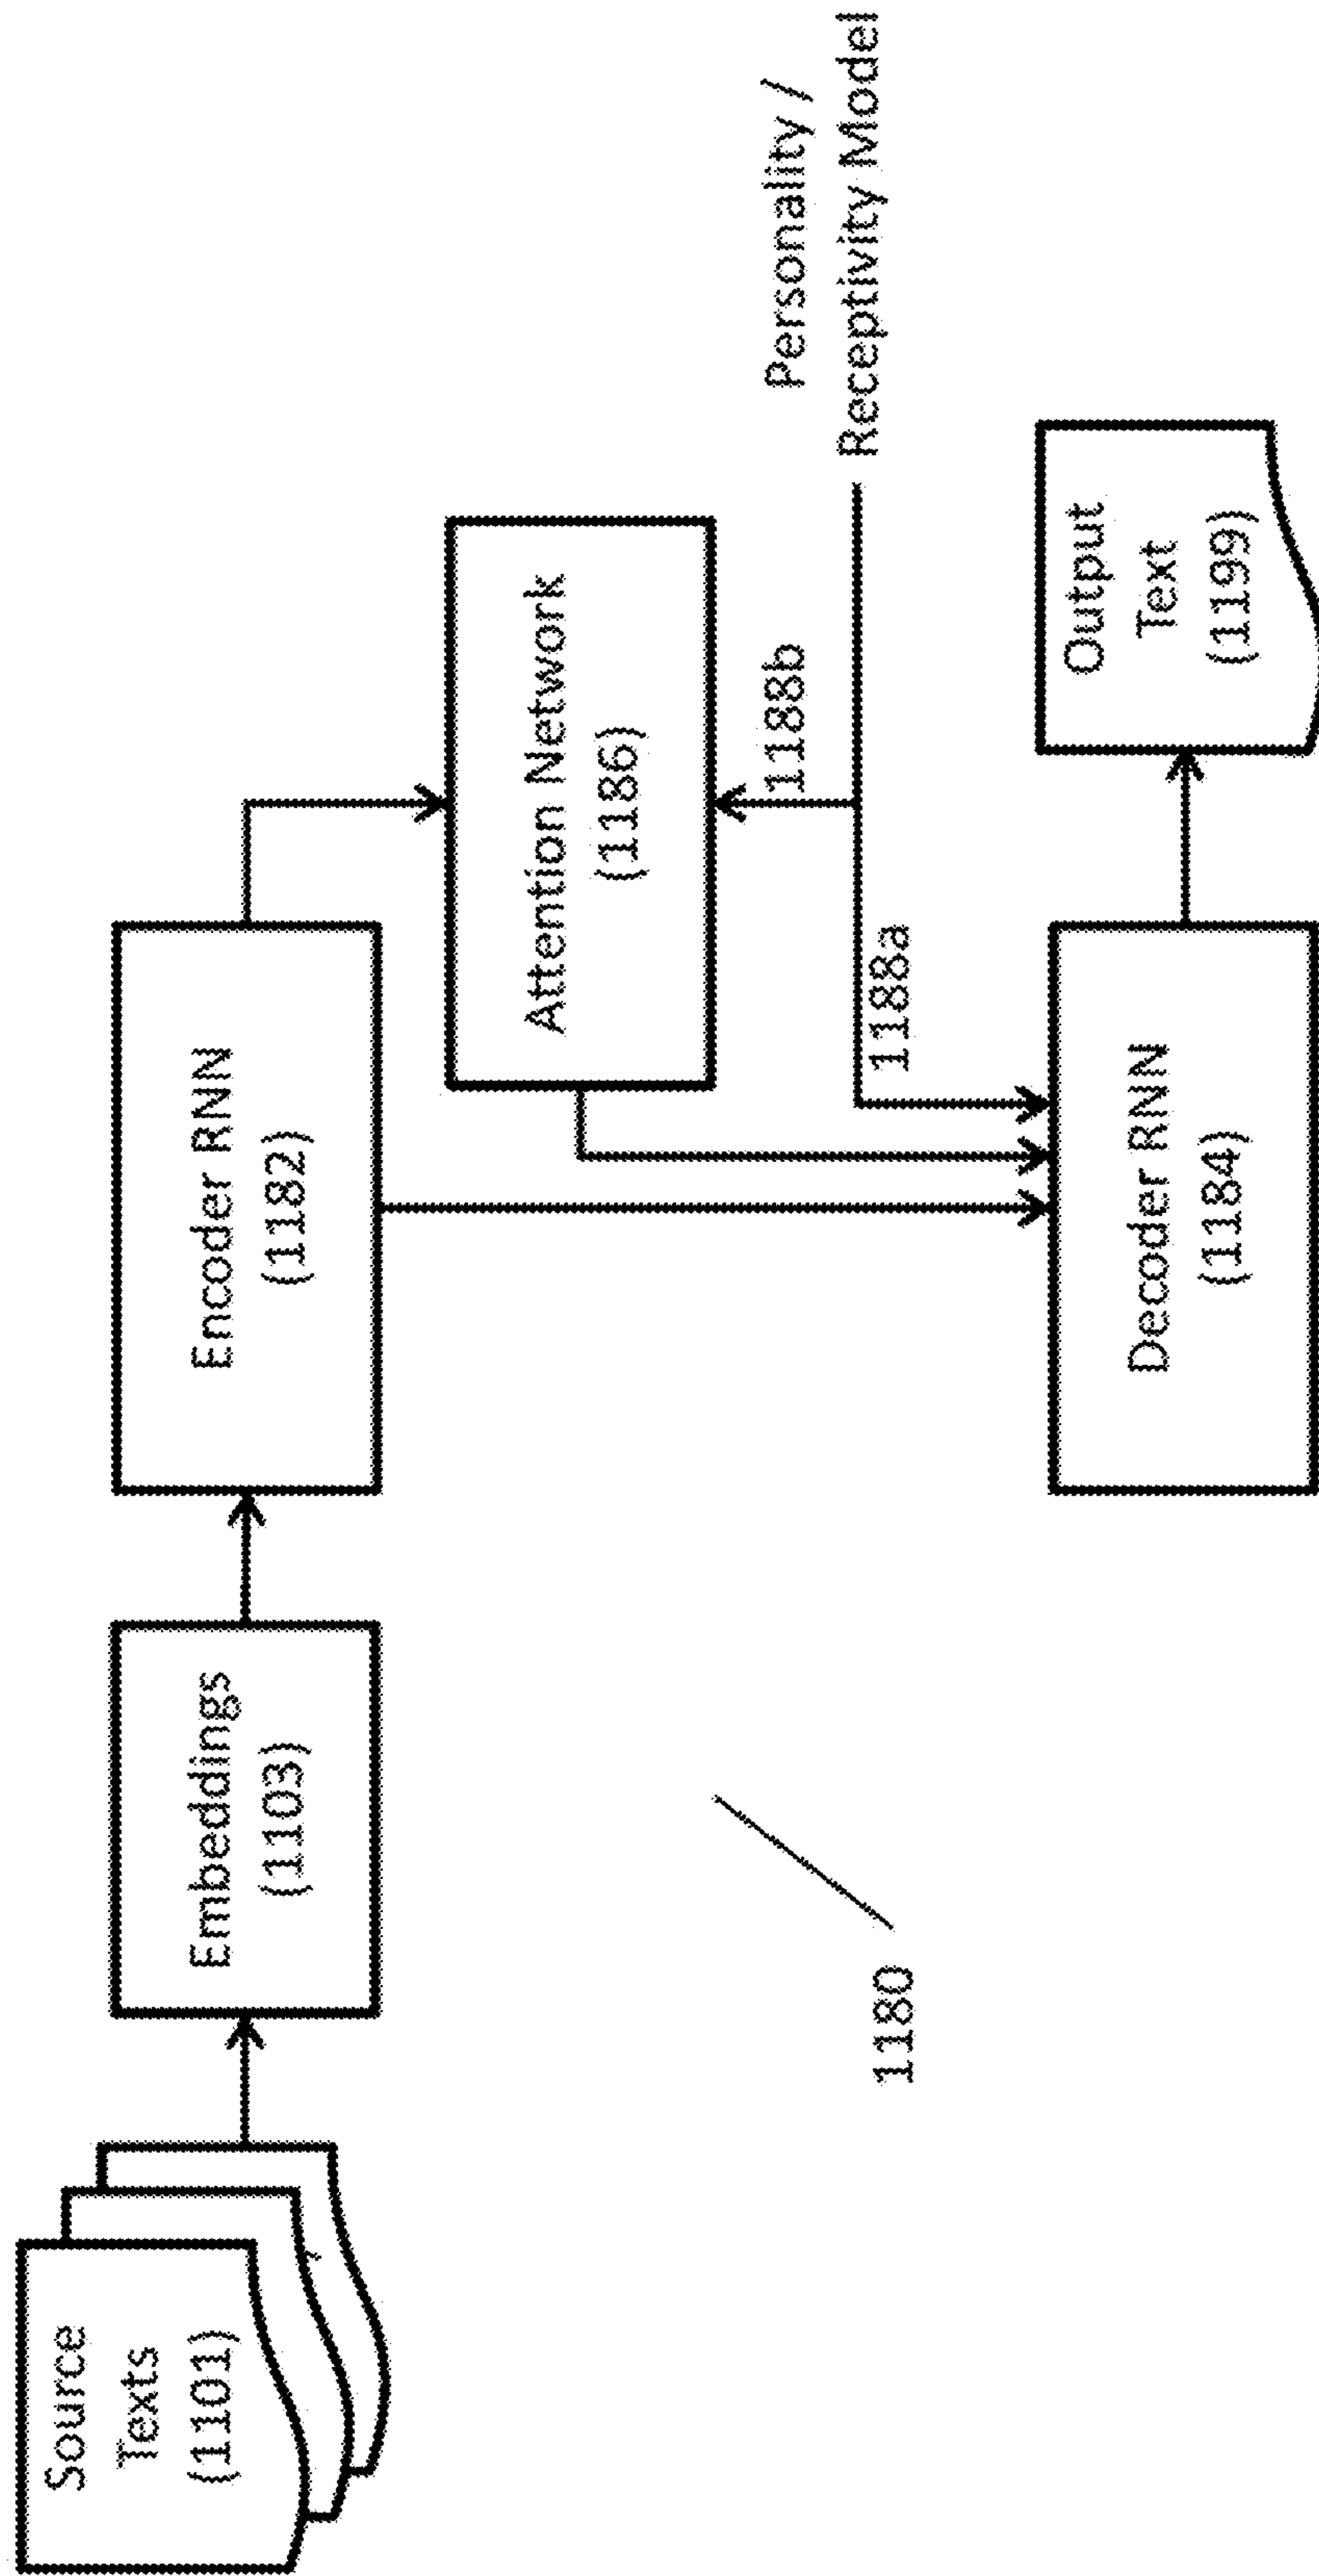 Source
Texts
(1101)
Embeddings
(1103)
Encoder RNN
(1182)
Attention Network
(1186)
1188b
Personality /
Receptivity Model
1188a
Decoder RNN
(1184)
Output
Text
(1199)
1180